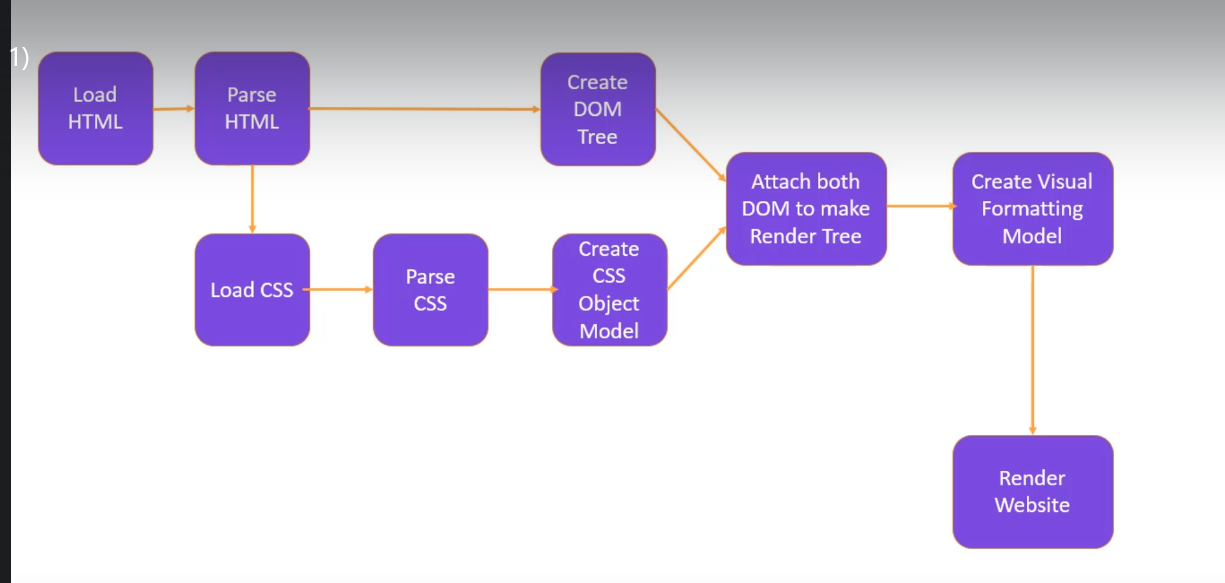 1)
Load
HTML
Parse
HTML
Create
DOM
Tree
Attach both
DOM to make
Render Tree
Create Visual
Formatting
Model
Load CSS
Parse
CSS
Create
CSS
Object
Model
Render
Website